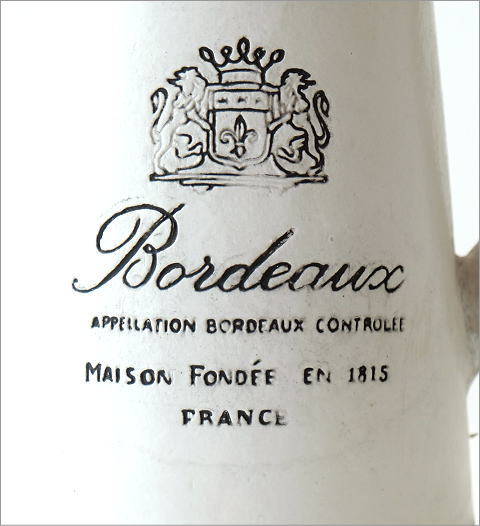 Bordeaux
APPELLATION BORDEAUX CONTROLEE
MAISON FONDÉE EN 1815
FRANCE